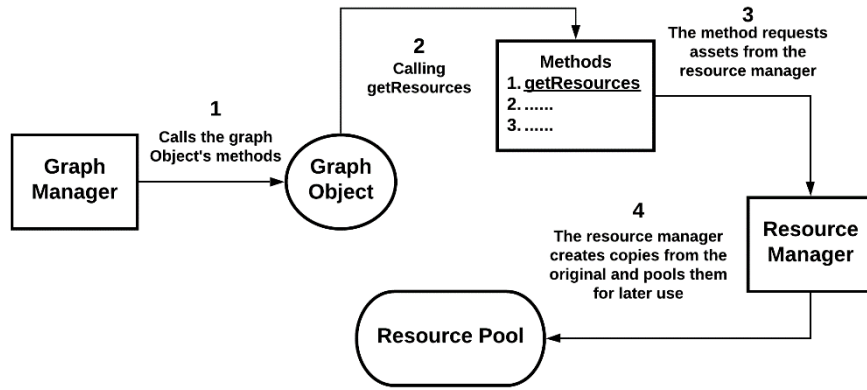 Graph
Manager
1
Calls the graph
Object's methods
Graph
Object
2
Calling
getResources
Methods
1. getResources
2. ......
3. ......
3
The method requests
assets from the
resource manager
Resource
Manager
4
The resource manager
creates copies from the
original and pools them
for later use
Resource Pool